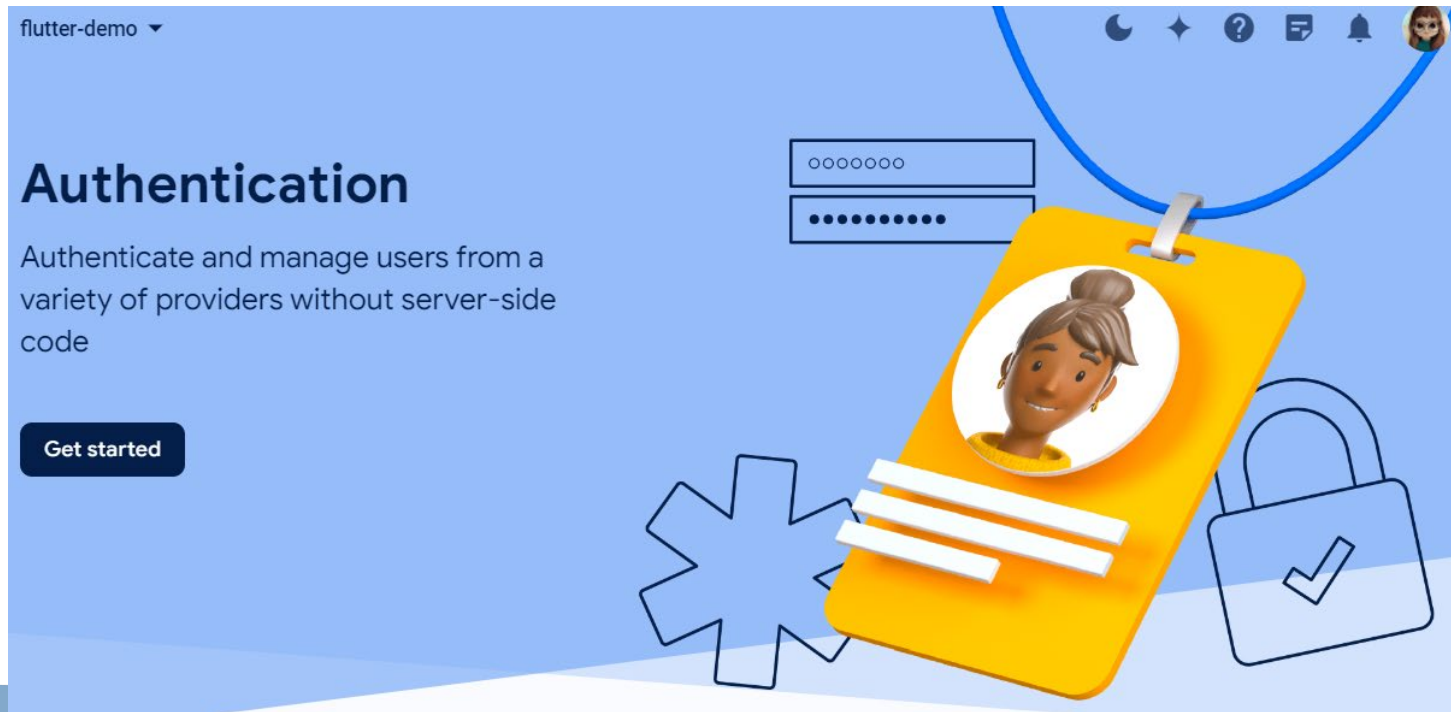 flutter-demo
Authentication
Authenticate and manage users from a
variety of providers without server-side
code
Get started